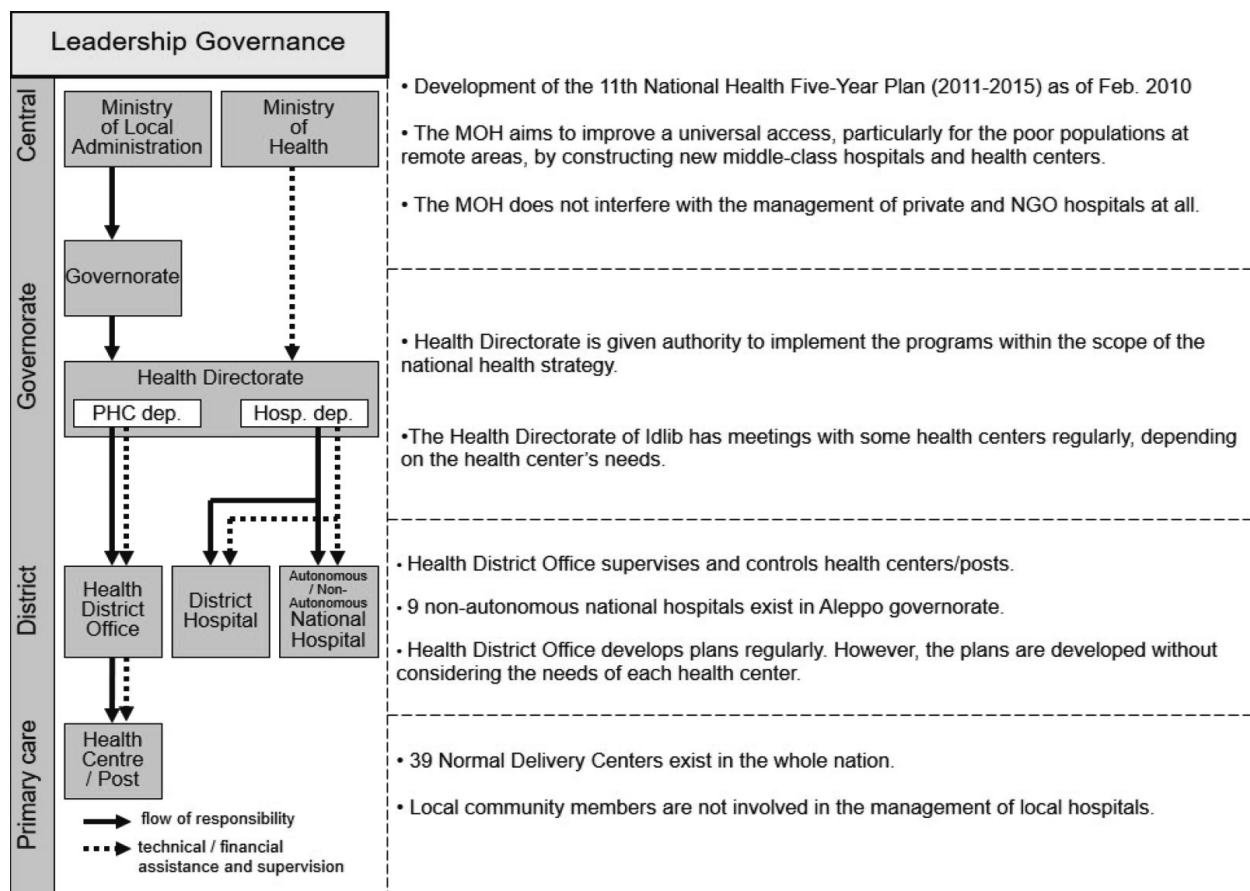 Leadership Governance
Central
Ministry
of Local
Administration
Ministry
of
Health
• Development of the 11th National Health Five-Year Plan (2011-2015) as of Feb. 2010
• The MOH aims to improve a universal access, particularly for the poor populations at
remote areas, by constructing new middle-class hospitals and health centers.
• The MOH does not interfere with the management of private and NGO hospitals at all.
Governorate
Governorate
Health Directorate
PHC dep.
Hosp. dep.
• Health Directorate is given authority to implement the programs within the scope of the
national health strategy.
•The Health Directorate of Idlib has meetings with some health centers regularly, depending
on the health center's needs.
District
Health
District
Office
District
Hospital
Autonomous
/ Non-
Autonomous
National
Hospital
• Health District Office supervises and controls health centers/posts.
• 9 non-autonomous national hospitals exist in Aleppo governorate.
• Health District Office develops plans regularly. However, the plans are developed without
considering the needs of each health center.
Primary care
Health
Centre
/ Post
• 39 Normal Delivery Centers exist in the whole nation.
• Local community members are not involved in the management of local hospitals.
flow of responsibility
technical / financial
assistance and supervision